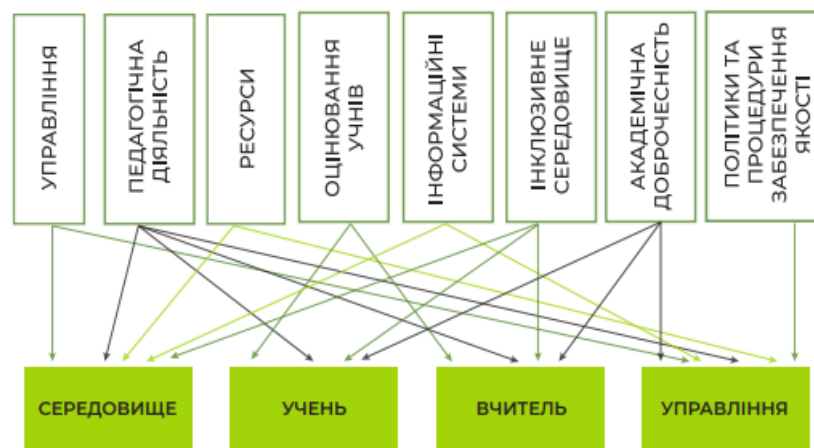 УПРАВЛІННЯ
ПЕДАГОГІЧНА
ДІЯЛЬНІСТЬ
РЕСУРСИ
ОЦІНЮВАННЯ
УЧНІВ
ІНФОРМАЦІЙНІ
СИСТЕМИ
ІНКЛЮЗИВНЕ
СЕРЕДОВИЩЕ
АКАДЕМІЧНА
ДОБРОЧЕСНІСТЬ
ПОЛІТИКИ ТА
ПРОЦЕДУРИ
ЗАБЕЗПЕЧЕННЯ
ЯКОСТІ
СЕРЕДОВИЩЕ
УЧЕНЬ
ВЧИТЕЛЬ
УПРАВЛІННЯ